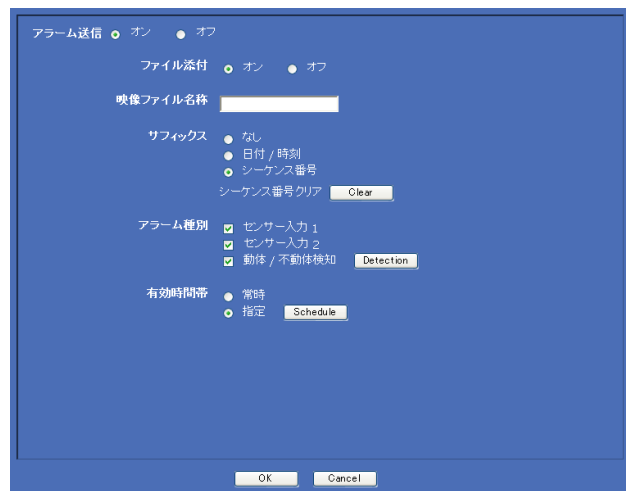 アラーム送信 オン オフ
ファイル添付 オン オフ
映像ファイル名称
サフィックス なし
日付 / 時刻
シーケンス番号
シーケンス番号クリア Clear
アラーム種別 センサー入力 1
センサー入力 2
動体 / 不動体検知 Detection
有効時間帯 常時
指定 Schedule
OK Cancel